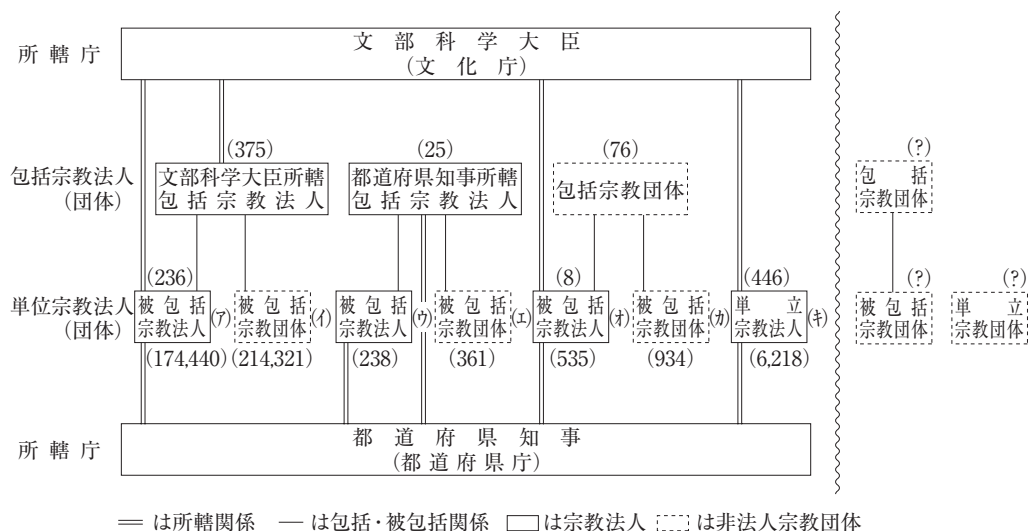 所轄庁
文部科学大臣
(文化庁)
包括宗教法人
(団体)
(375)
文部科学大臣所轄
包括宗教法人
(25)
都道府県知事所轄
包括宗教法人
(76)
包括宗教団体
(?)
包括
宗教団体
単位宗教法人
(団体)
(236)
被包括
宗教法人
(ア)
(174,440)
被包括
宗教団体
(イ)
(214,321)
被包括
宗教法人
(ウ)
(238)
被包括
宗教団体
(エ)
(361)
(8)
被包括
宗教法人
(オ)
(535)
被包括
宗教団体
(カ)
(934)
(446)
単立
宗教法人
(キ)
(6,218)
(?)
被包括
宗教団体
(?)
単立
宗教団体
所轄庁
都道府県知事
(都道府県庁)
は所轄関係 は包括・被包括関係 は宗教法人 は非法人宗教団体